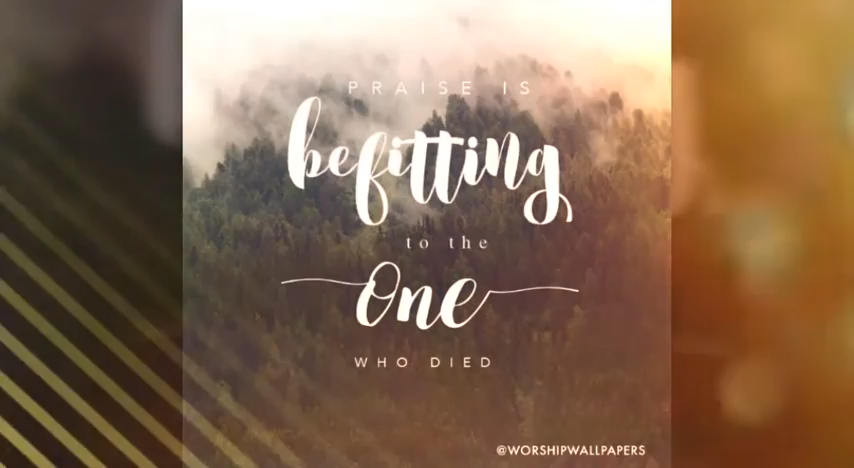 PRAISE IS
befitting
to the
One
WHO DIED
@WORSHIPWALLPAPERS